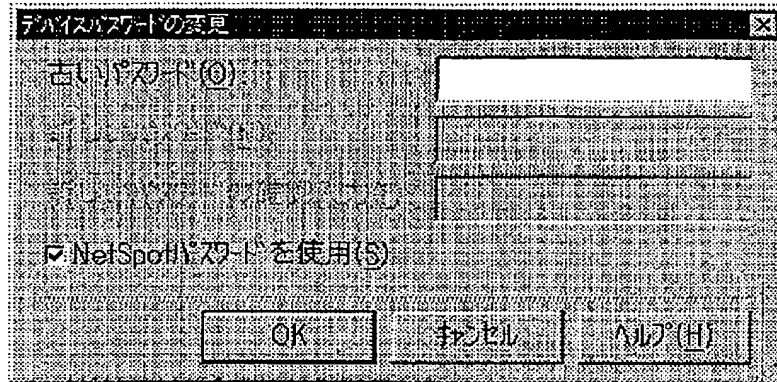 デバイスパスワードの変更
古いパスワード(O)
NetSpotパスワードを使用(S)
OK キャンセル ヘルプ(H)